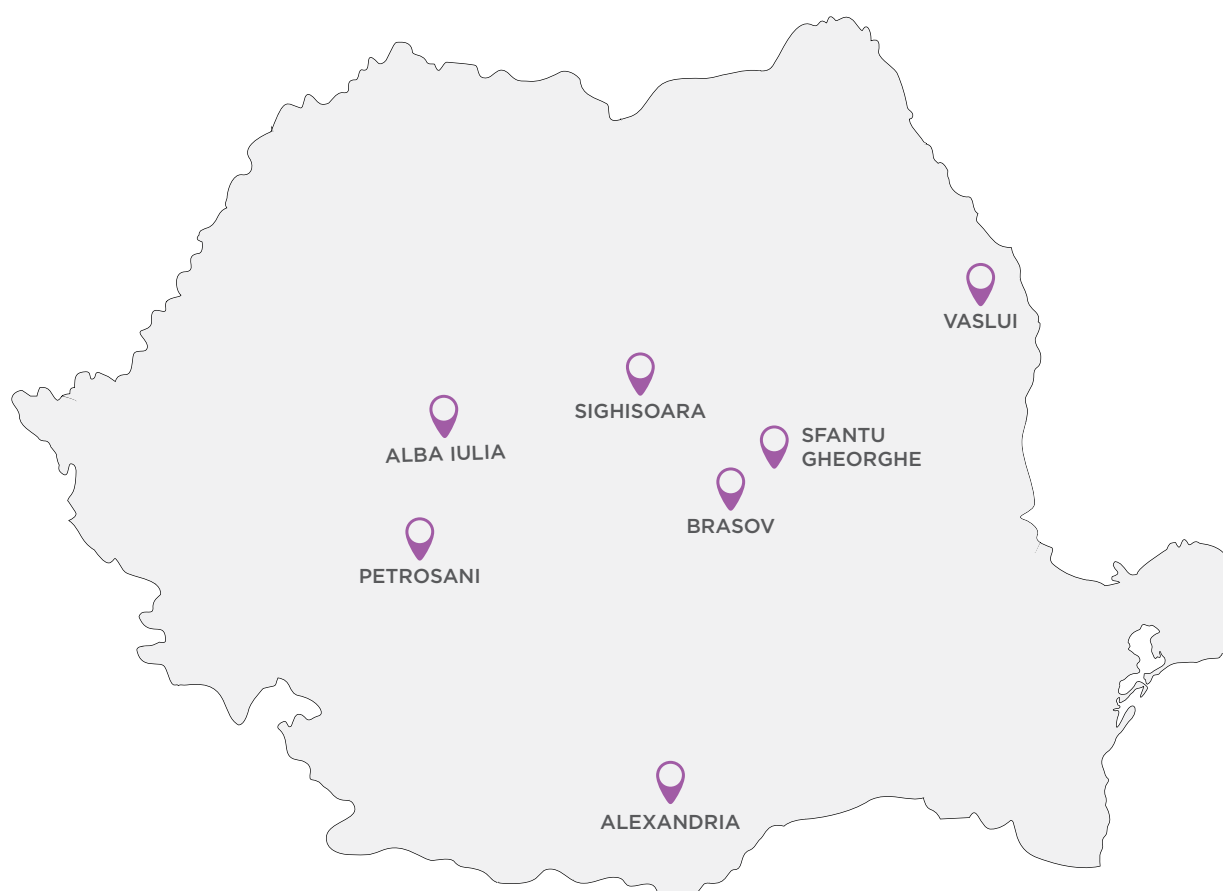 VASLUI
SIGHISOARA
ALBA IULIA
SFANTU
GHEORGHE
BRASOV
PETROSANI
ALEXANDRIA